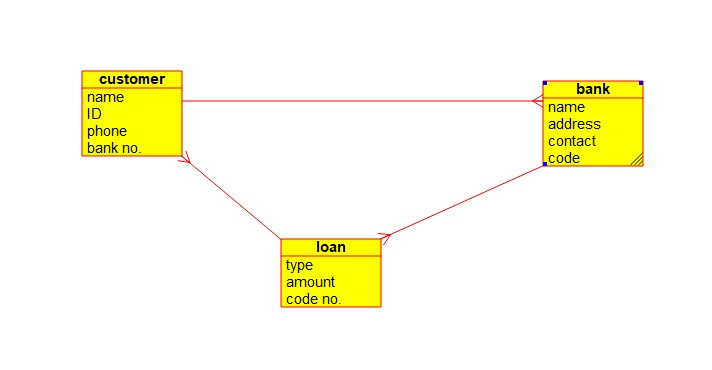 customer
name
ID
phone
bank no.
bank
name
address
contact
code
loan
type
amount
code no.